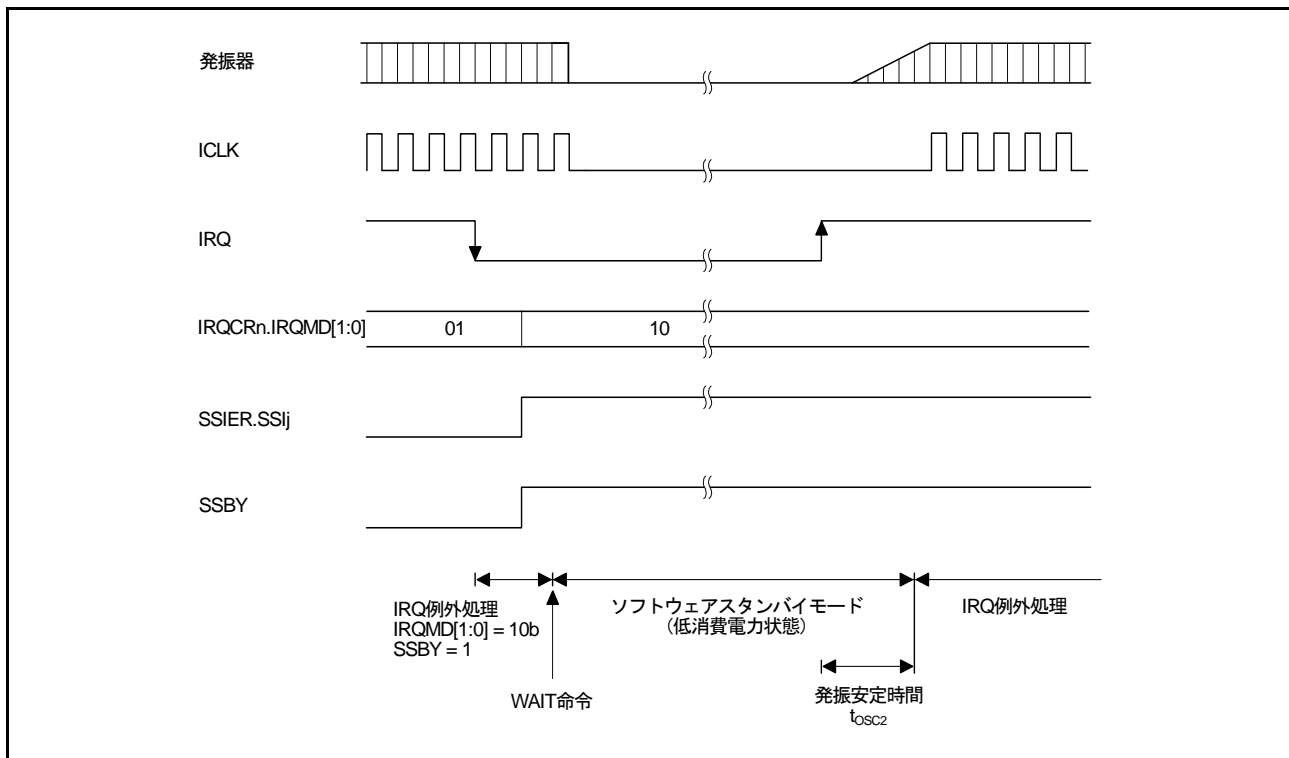 発振器
ICLK
IRQ
IRQCRn.IRQMD[1:0]
01
10
SSIER.SSIj
SSBY
IRQ例外処理
IRQMD[1:0] = 10b
SSBY = 1
WAIT命令
ソフトウェアスタンバイモード
（低消費電力状態）
発振安定時間
tOSC2
IRQ例外処理